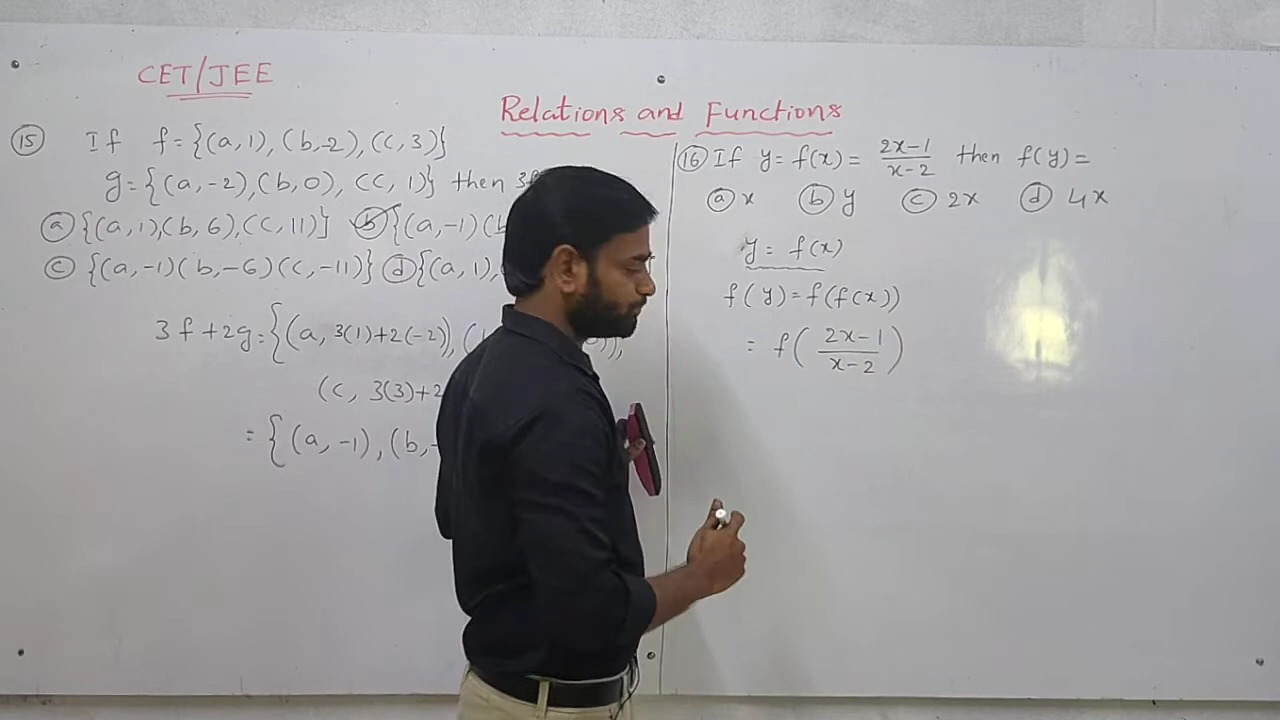 CET/JEE
Relations and Functions
15 If f={(a,1),(b,-2),(c,3)}
g={(a,-2),(b,0),(c,1)} then 3f
a {(a,1),(b,6),(c,11)} b {(a,-1)(b
c {(a,-1)(b,-6)(c,-11)} d {(a,1),
3f+2g={(a,3(1)+2(-2)),(
(c,3(3)+2
={(a,-1),(b,-
16 If y=f(x)=\frac{2x-1}{x-2} then f(y)=
a x b y c 2x d 4x
y=f(x)
f(y)=f(f(x))
=f(\frac{2x-1}{x-2})